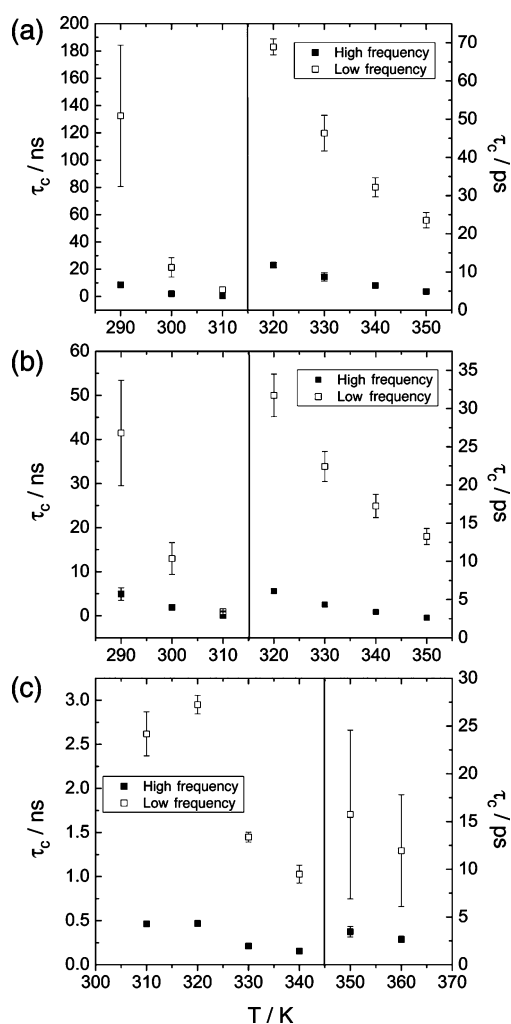 (a)
200
180
160
140
120
100
80
60
40
20
0
τc / ns
High frequency
Low frequency
70
60
50
40
30
20
10
0
τc / ps
290 300 310 320 330 340 350
(b)
60
50
40
30
20
10
0
τc / ns
High frequency
Low frequency
35
30
25
20
15
10
5
0
τc / ps
290 300 310 320 330 340 350
(c)
3.0
2.5
2.0
1.5
1.0
0.5
0.0
τc / ns
High frequency
Low frequency
30
25
20
15
10
5
0
τc / ps
300 310 320 330 340 350 360 370
T / K